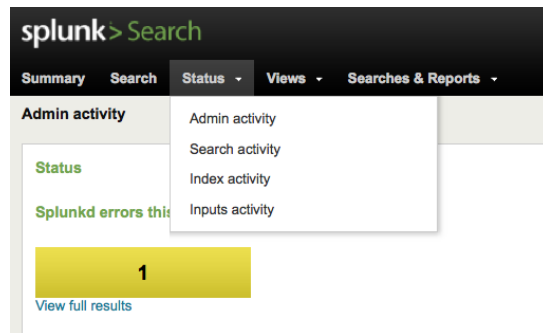 splunk> Search
Summary Search Status Views Searches & Reports
Admin activity
Admin activity
Search activity
Index activity
Inputs activity
Status
Splunkd errors
1
View full results